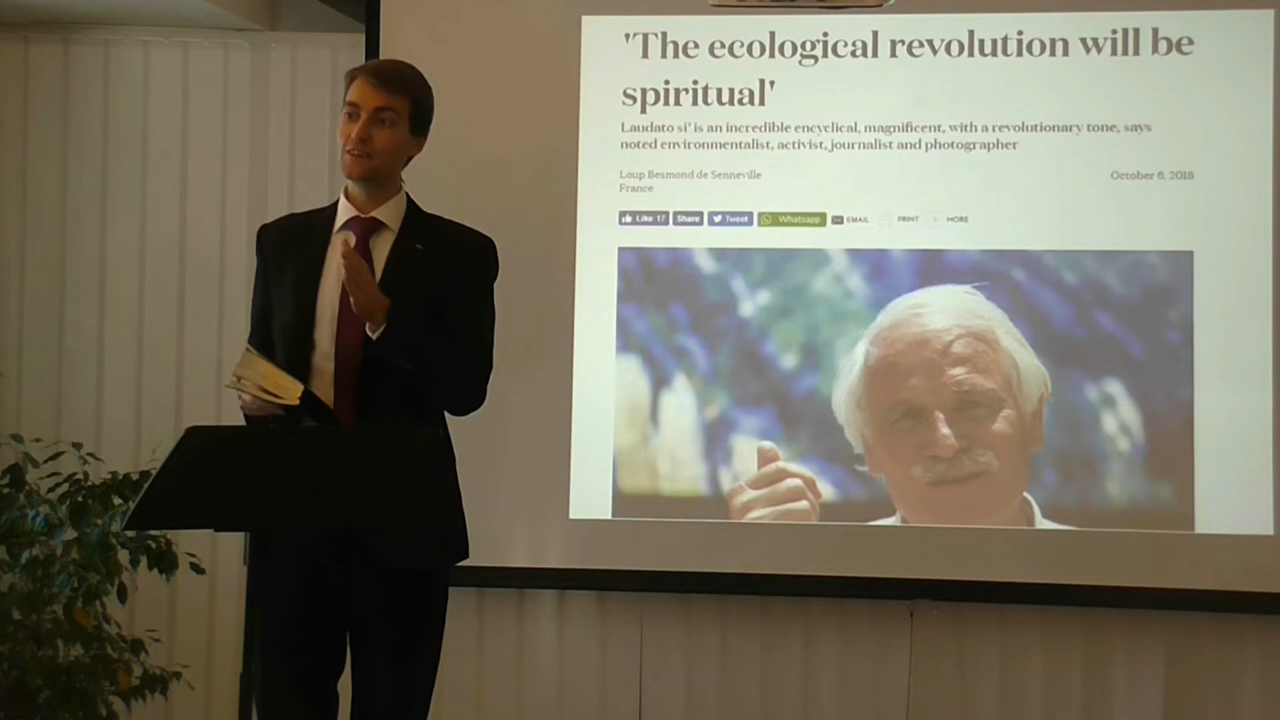 'The ecological revolution will be
spiritual'
Laudato si' is an incredible encyclical, magnificent, with a revolutionary tone, says
noted environmentalist, activist, journalist and photographer
Loup Besmond de Senneville
October 6, 2018
France
Like 17 Share Tweet Whatsapp EMAIL PRINT + MORE